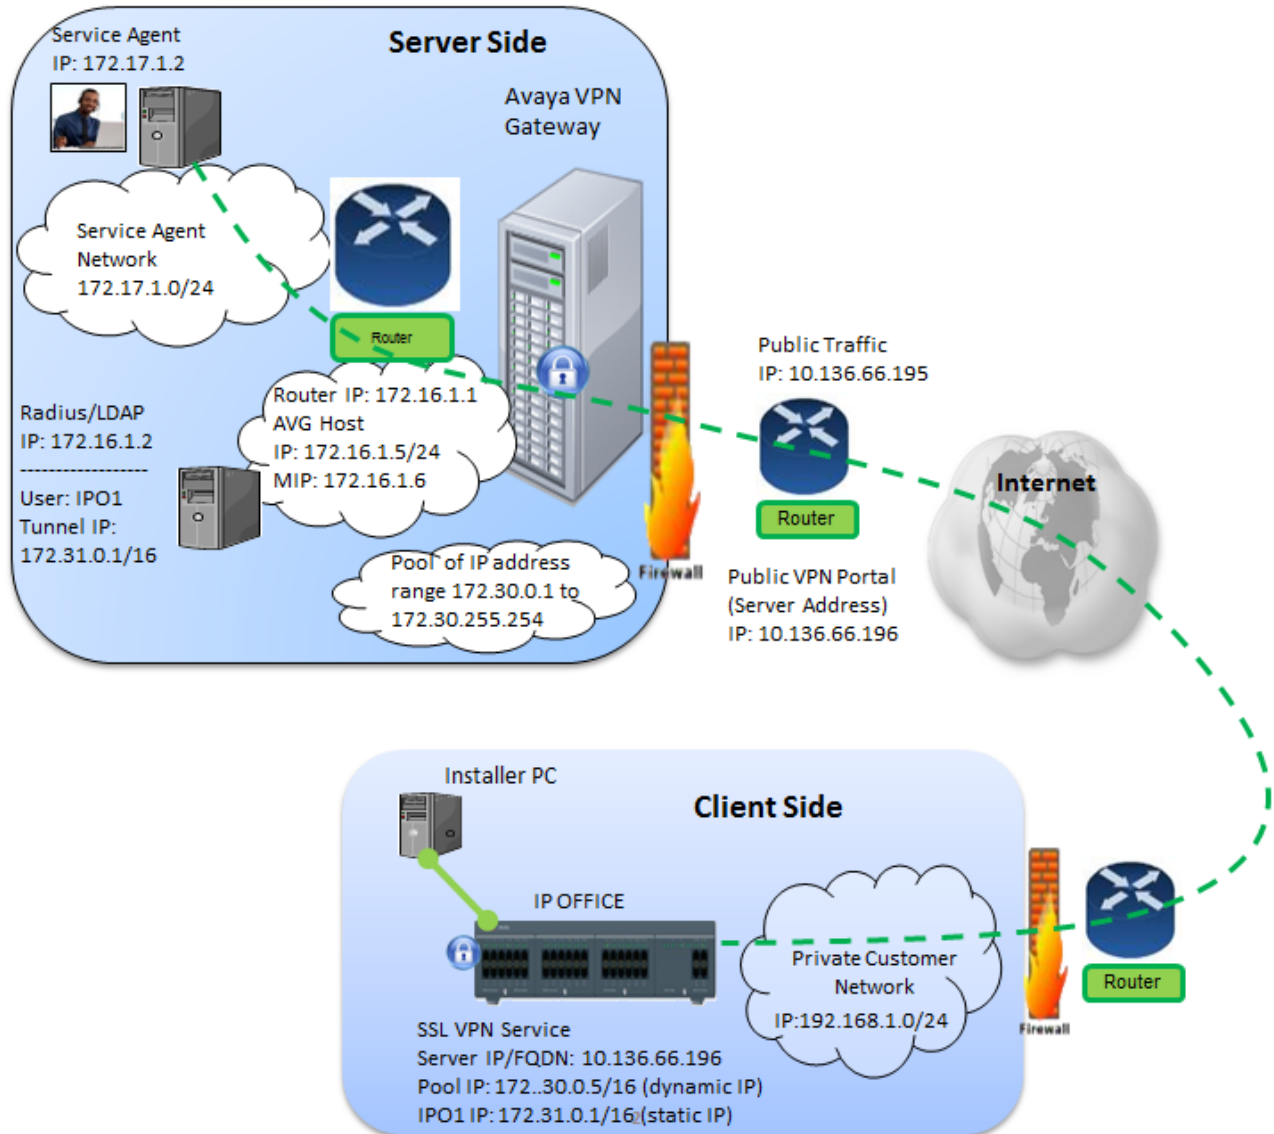 Service Agent
IP: 172.17.1.2
Server Side
Avaya VPN
Gateway
Service Agent
Network
172.17.1.0/24
Router
Router IP: 172.16.1.1
AVG Host
IP: 172.16.1.5/24
MIP: 172.16.1.6
Radius/LDAP
IP: 172.16.1.2
------------------
User: IPO1
Tunnel IP:
172.31.0.1/16
Pool of IP address
range 172.30.0.1 to
172.30.255.254
Firewall
Public Traffic
IP: 10.136.66.195
Router
Public VPN Portal
(Server Address)
IP: 10.136.66.196
Internet
Installer PC
Client Side
IP OFFICE
Private Customer
Network
IP:192.168.1.0/24
Firewall
Router
SSL VPN Service
Server IP/FQDN: 10.136.66.196
Pool IP: 172..30.0.5/16 (dynamic IP)
IPO1 IP: 172.31.0.1/16 (static IP)
2